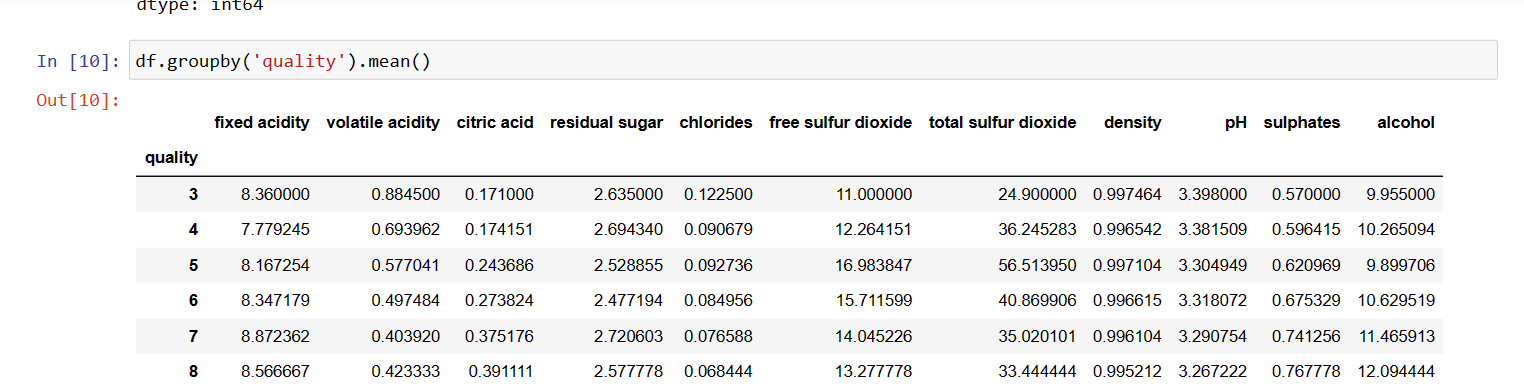 dtype: int64
In [10]: df.groupby('quality').mean()
Out[10]:
fixed acidity volatile acidity citric acid residual sugar chlorides free sulfur dioxide total sulfur dioxide density pH sulphates alcohol
quality
3 8.360000 0.884500 0.171000 2.635000 0.122500 11.000000 24.900000 0.997464 3.398000 0.570000 9.955000
4 7.779245 0.693962 0.174151 2.694340 0.090679 12.264151 36.245283 0.996542 3.381509 0.596415 10.265094
5 8.167254 0.577041 0.243686 2.528855 0.092736 16.983847 56.513950 0.997104 3.304949 0.620969 9.899706
6 8.347179 0.497484 0.273824 2.477194 0.084956 15.711599 40.869906 0.996615 3.318072 0.675329 10.629519
7 8.872362 0.403920 0.375176 2.720603 0.076588 14.045226 35.020101 0.996104 3.290754 0.741256 11.465913
8 8.566667 0.423333 0.391111 2.577778 0.068444 13.277778 33.444444 0.995212 3.267222 0.767778 12.094444